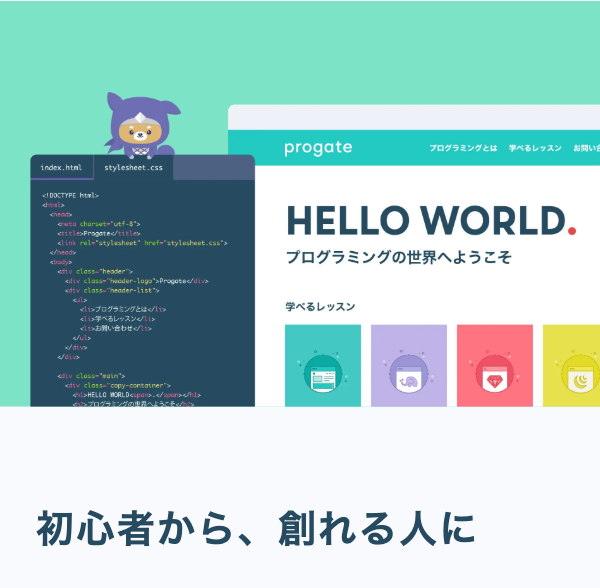 index.html stylesheet.css
<!DOCTYPE html>
<html>
<head>
<meta charset="utf-8">
<title>Progate</title>
<link rel="stylesheet" href="stylesheet.css">
</head>
<body>
<div class="header">
<div class="header-logo">Progate</div>
<div class="header-list">
<ul>
<li>プログラミングとは</li>
<li>学べるレッスン</li>
<li>お問い合わせ</li>
</ul>
</div>
</div>
<div class="main">
<div class="copy-container">
<h1>HELLO WORLD<span>.</span></h1>
<h2>プログラミングの世界へようこそ</h2>
progate プログラミングとは 学べるレッスン お問い合
HELLO WORLD.
プログラミングの世界へようこそ
学べるレッスン
初心者から、創れる人に